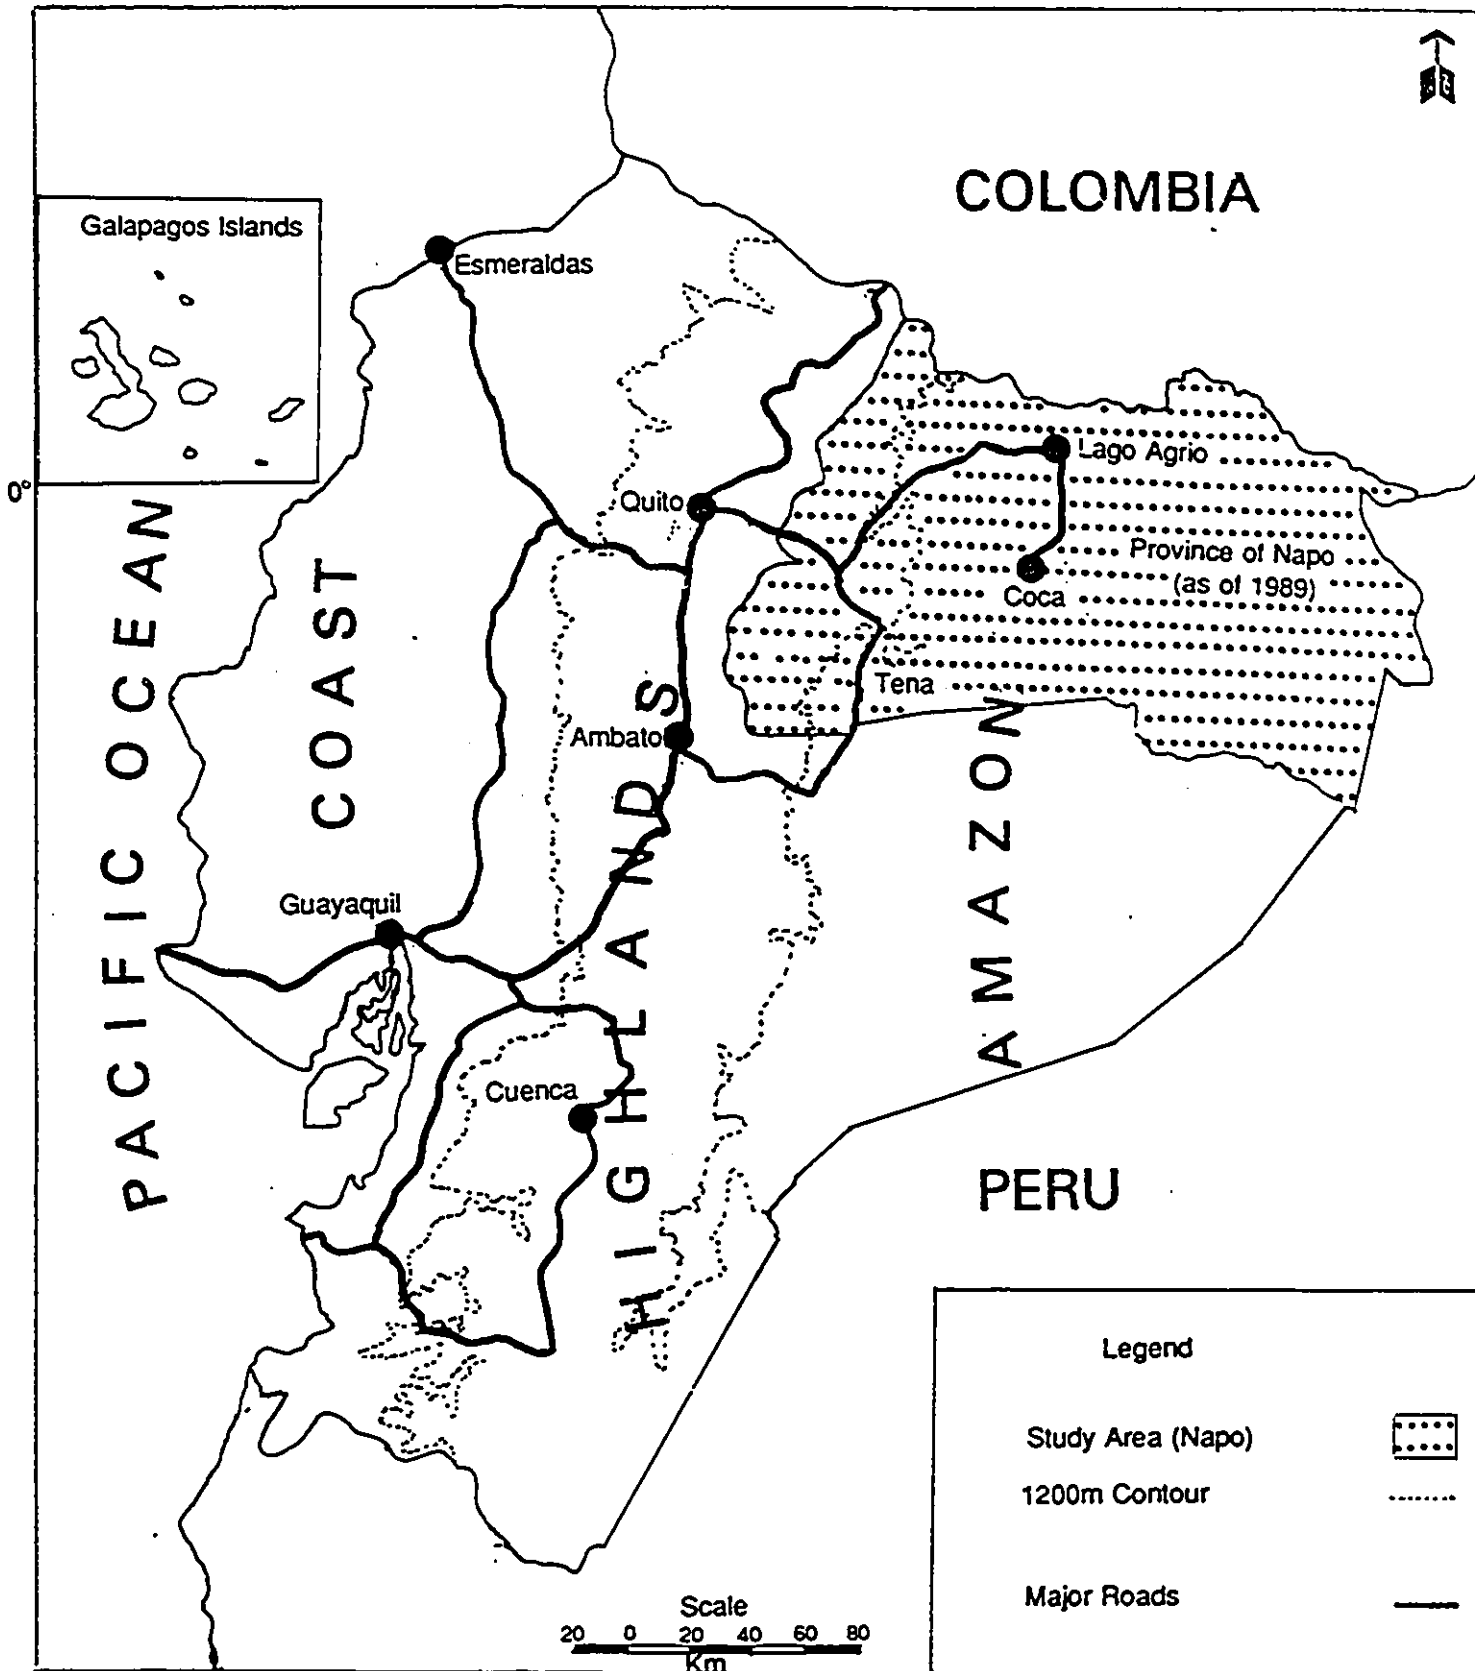 COLOMBIA
Galapagos Islands
Esmeraldas
Lago Agrio
0°
Quito
Province of Napo
(as of 1989)
Coca
Tena
Ambato
PACIFIC OCEAN
COAST
HIGHLANDS
AMAZON
Guayaquil
Cuenca
PERU
Legend
Study Area (Napo)
1200m Contour
Major Roads
Scale
20 0 20 40 60 80
Km